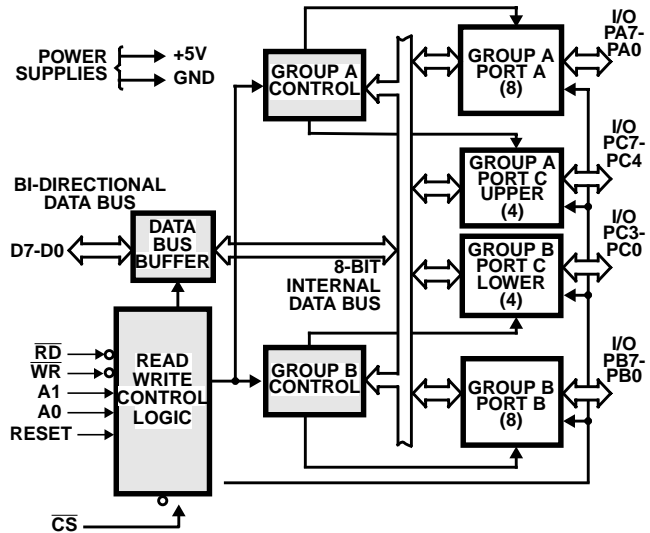 POWER
SUPPLIES
+5V
GND
GROUP A
CONTROL
GROUP A
PORT A
(8)
I/O
PA7-
PA0
GROUP A
PORT C
UPPER
(4)
I/O
PC7-
PC4
BI-DIRECTIONAL
DATA BUS
D7-D0
DATA
BUS
BUFFER
8-BIT
INTERNAL
DATA BUS
GROUP B
PORT C
LOWER
(4)
I/O
PC3-
PC0
RD
WR
A1
A0
RESET
READ
WRITE
CONTROL
LOGIC
GROUP B
CONTROL
GROUP B
PORT B
(8)
I/O
PB7-
PB0
CS